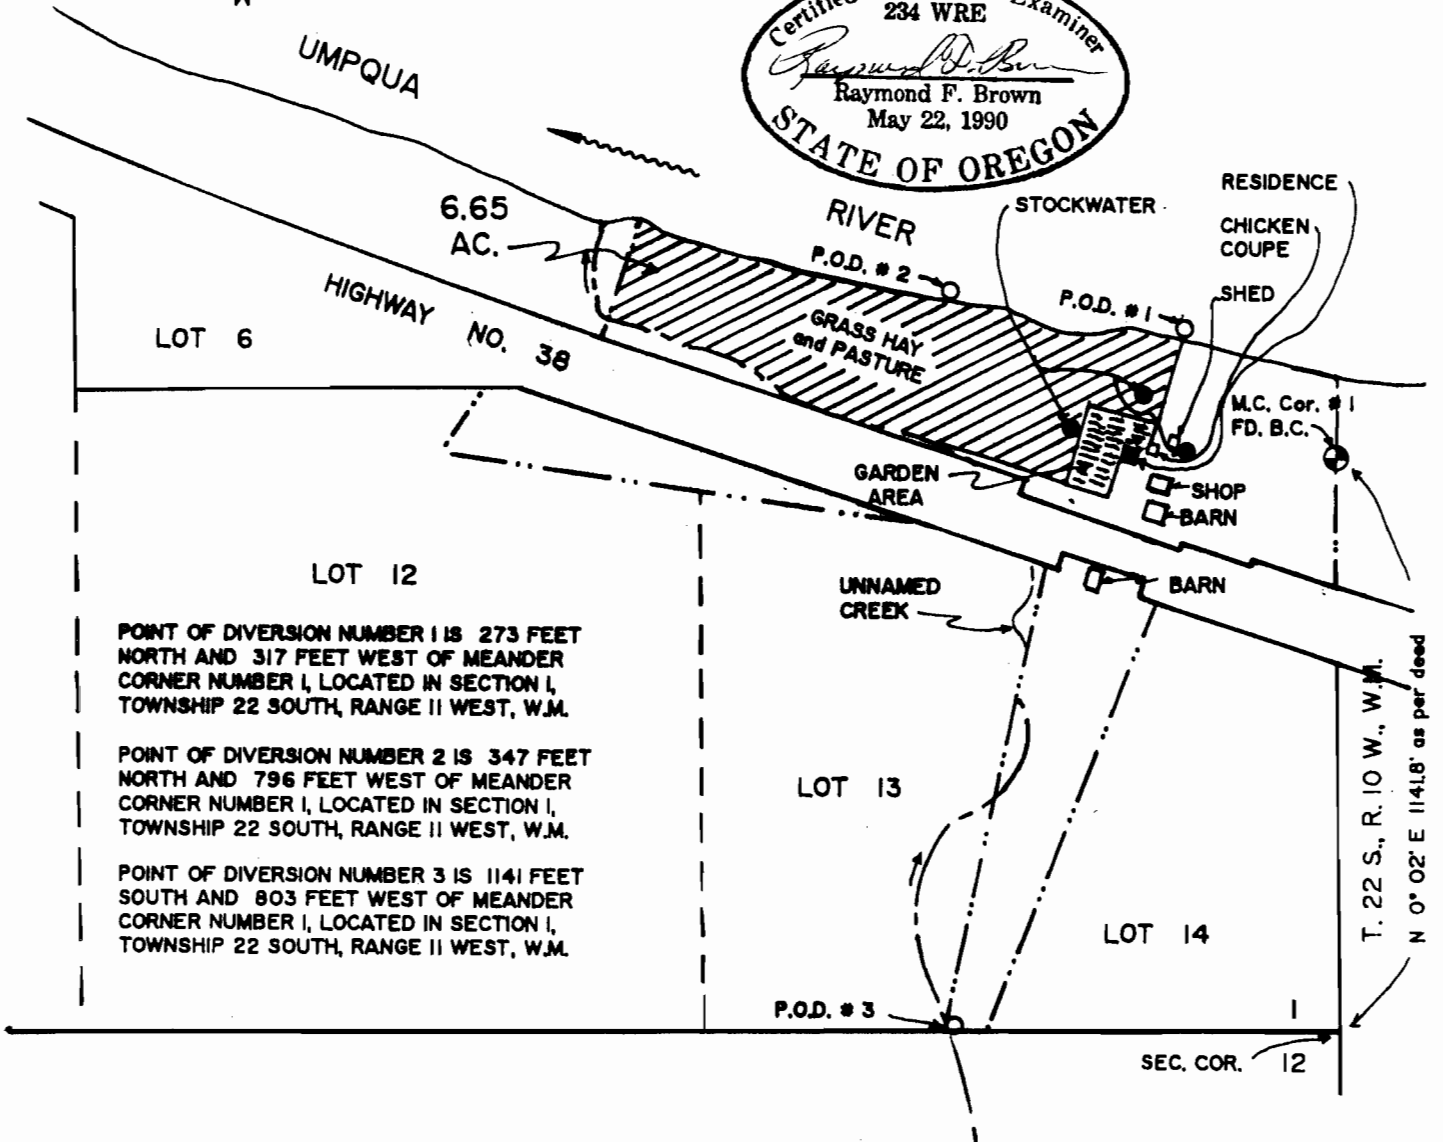 Certified
Examiner
234 WRE
Raymond F. Brown
Raymond F. Brown
May 22, 1990
STATE OF OREGON
UMPQUA
RIVER
6.65
AC.
STOCKWATER
RESIDENCE
CHICKEN
COUPE
SHED
P.O.D. # 2
P.O.D. # 1
GRASS HAY
and PASTURE
HIGHWAY NO. 38
LOT 6
M.C. Cor. # 1
FD. B.C.
GARDEN
AREA
SHOP
BARN
LOT 12
UNNAMED
CREEK
BARN
POINT OF DIVERSION NUMBER 1 IS 273 FEET
NORTH AND 317 FEET WEST OF MEANDER
CORNER NUMBER 1, LOCATED IN SECTION 1,
TOWNSHIP 22 SOUTH, RANGE 11 WEST, W.M.
POINT OF DIVERSION NUMBER 2 IS 347 FEET
NORTH AND 796 FEET WEST OF MEANDER
CORNER NUMBER 1, LOCATED IN SECTION 1,
TOWNSHIP 22 SOUTH, RANGE 11 WEST, W.M.
POINT OF DIVERSION NUMBER 3 IS 1141 FEET
SOUTH AND 803 FEET WEST OF MEANDER
CORNER NUMBER 1, LOCATED IN SECTION 1,
TOWNSHIP 22 SOUTH, RANGE 11 WEST, W.M.
LOT 13
LOT 14
T. 22 S., R. 10 W., W.M.
N 0° 02' E 1141.8' as per deed
P.O.D. # 3
1
SEC. COR.
12